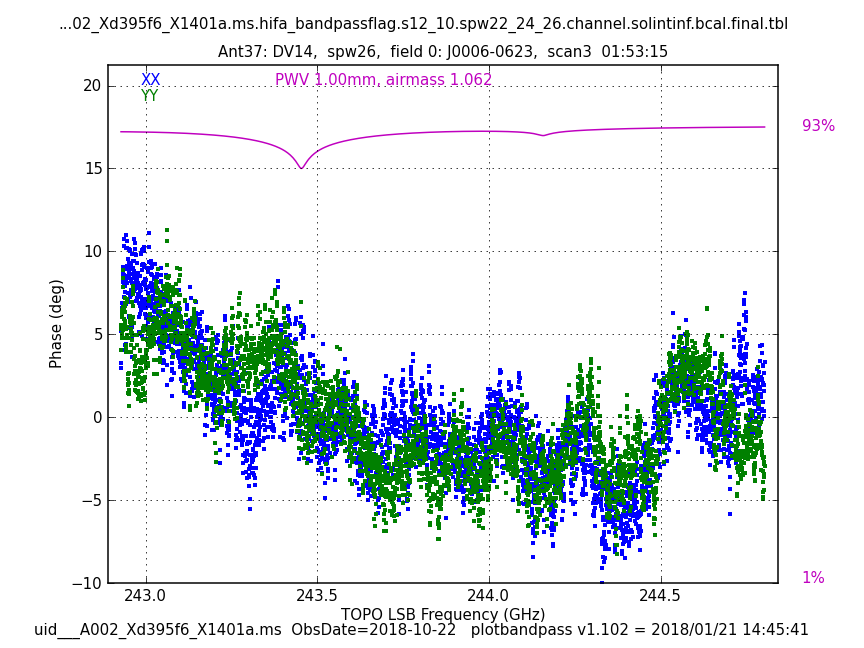 ...02_Xd395f6_X1401a.ms.hifa_bandpassflag.s12_10.spw22_24_26.channel.solintinf.bcal.final.tbl
Ant37: DV14, spw26, field 0: J0006-0623, scan3 01:53:15
XX
PWV 1.00mm, airmass 1.062
YY
20
93%
15
10
5
0
−5
−10
1%
Phase (deg)
243.0 243.5 244.0 244.5
TOPO LSB Frequency (GHz)
uid___A002_Xd395f6_X1401a.ms ObsDate=2018-10-22 plotbandpass v1.102 = 2018/01/21 14:45:41